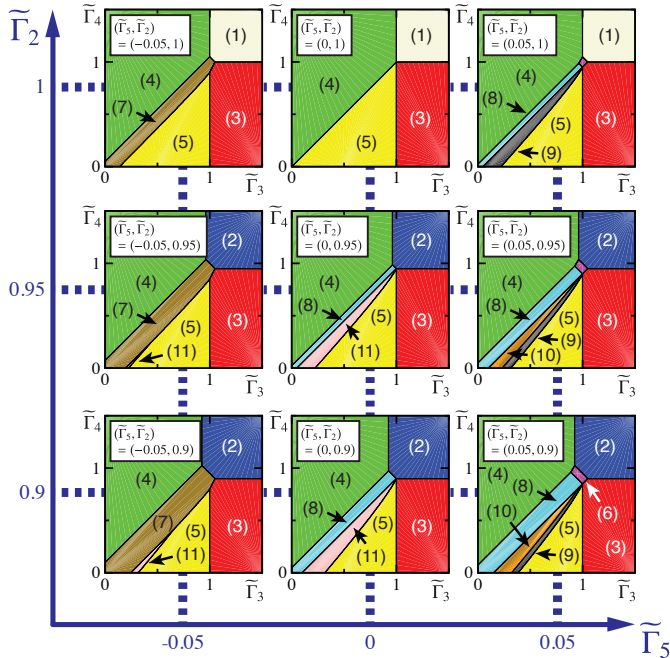 Γ̃₂
Γ̃₄
(Γ̃₅, Γ̃₂)
= (−0.05, 1)
(1)
(4)
(7)
(5)
(3)
0
0
1
1
Γ̃₃
Γ̃₄
(Γ̃₅, Γ̃₂)
= (0, 1)
(1)
(4)
(5)
(3)
0
0
1
1
Γ̃₃
Γ̃₄
(Γ̃₅, Γ̃₂)
= (0.05, 1)
(1)
(4)
(8)
(5)
(3)
(9)
0
0
1
1
Γ̃₃
1
Γ̃₄
(Γ̃₅, Γ̃₂)
= (−0.05, 0.95)
(2)
(4)
(7)
(5)
(3)
(11)
0
0
1
1
Γ̃₃
Γ̃₄
(Γ̃₅, Γ̃₂)
= (0, 0.95)
(2)
(4)
(8)
(5)
(3)
(11)
0
0
1
1
Γ̃₃
Γ̃₄
(Γ̃₅, Γ̃₂)
= (0.05, 0.95)
(2)
(4)
(8)
(5)
(3)
(9)
(10)
0
0
1
1
Γ̃₃
0.95
Γ̃₄
(Γ̃₅, Γ̃₂)
= (−0.05, 0.9)
(2)
(4)
(7)
(5)
(3)
(11)
0
0
1
1
Γ̃₃
Γ̃₄
(Γ̃₅, Γ̃₂)
= (0, 0.9)
(2)
(4)
(8)
(5)
(3)
(11)
0
0
1
1
Γ̃₃
Γ̃₄
(Γ̃₅, Γ̃₂)
= (0.05, 0.9)
(2)
(4)
(8)
(6)
(10)
(5)
(9)
(3)
0
0
1
1
Γ̃₃
0.9
-0.05
0
0.05
Γ̃₅